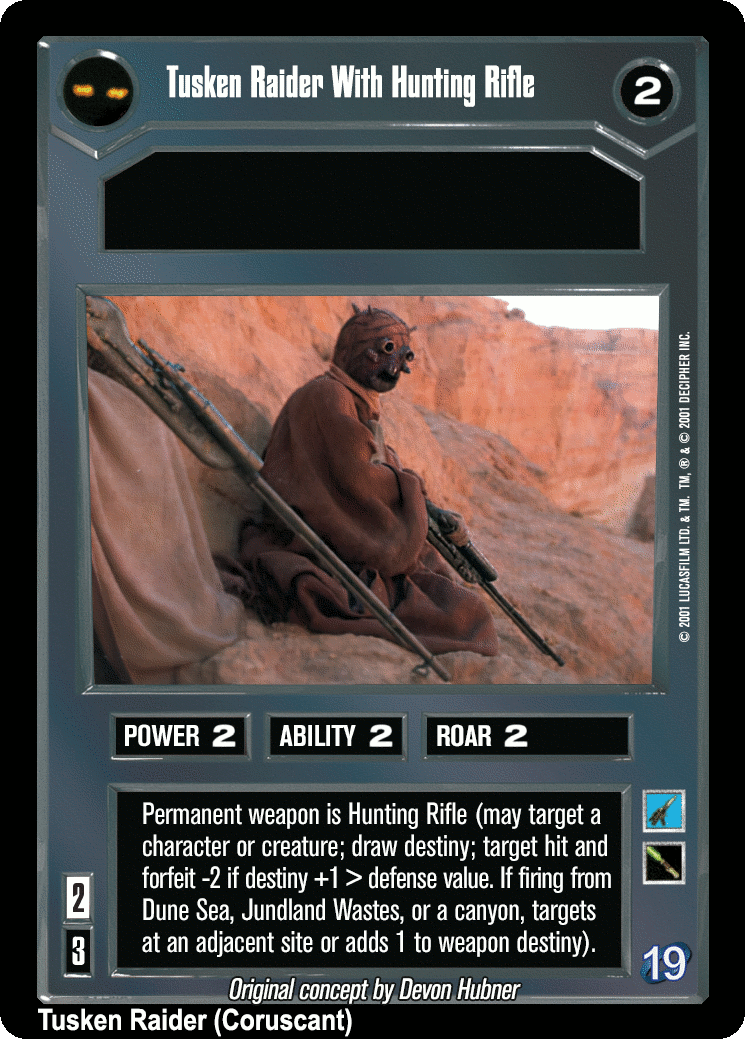 Tusken Raider With Hunting Rifle
2
© 2001 LUCASFILM LTD. & TM. TM, ® & © 2001 DECIPHER INC.
POWER 2
ABILITY 2
ROAR 2
Permanent weapon is Hunting Rifle (may target a
character or creature; draw destiny; target hit and
forfeit -2 if destiny +1 > defense value. If firing from
Dune Sea, Jundland Wastes, or a canyon, targets
at an adjacent site or adds 1 to weapon destiny).
2
3
19
Original concept by Devon Hubner
Tusken Raider (Coruscant)